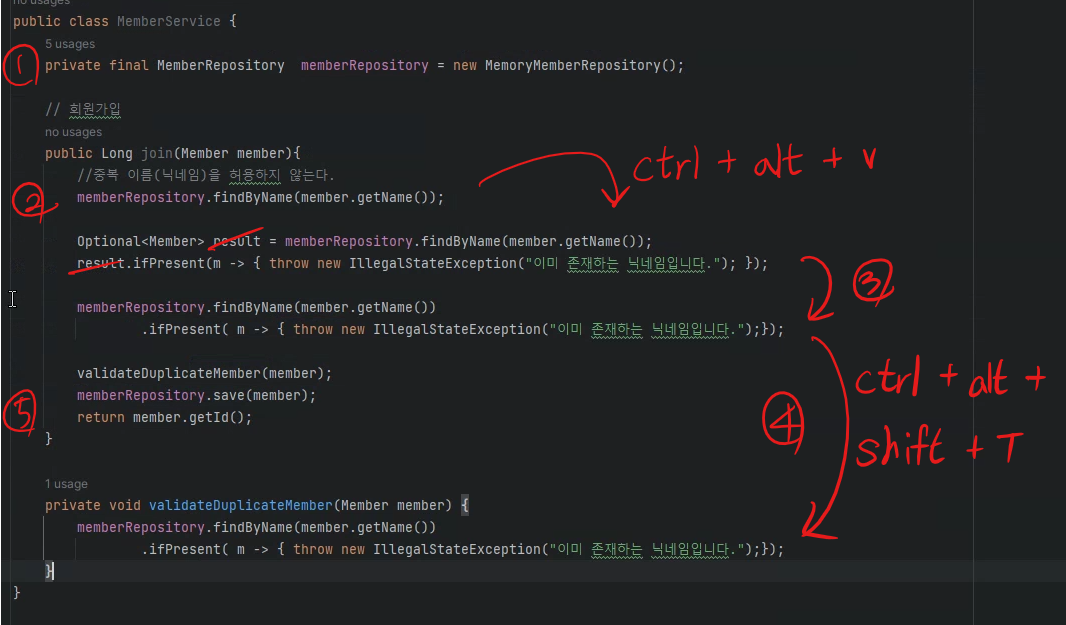 no usages
public class MemberService {
5 usages
① private final MemberRepository  memberRepository = new MemoryMemberRepository();
// 회원가입
no usages
public Long join(Member member){
//중복 이름(닉네임)을 허용하지 않는다.
ctrl + alt + v
② memberRepository.findByName(member.getName());
Optional<Member> result = memberRepository.findByName(member.getName());
result.ifPresent(m -> { throw new IllegalStateException("이미 존재하는 닉네임입니다."); });
③
memberRepository.findByName(member.getName())
.ifPresent( m -> { throw new IllegalStateException("이미 존재하는 닉네임입니다.");});
validateDuplicateMember(member);
ctrl + alt +
memberRepository.save(member);
⑤ return member.getId();
④
shift + T
}
1 usage
private void validateDuplicateMember(Member member) {
memberRepository.findByName(member.getName())
.ifPresent( m -> { throw new IllegalStateException("이미 존재하는 닉네임입니다.");});
}
}